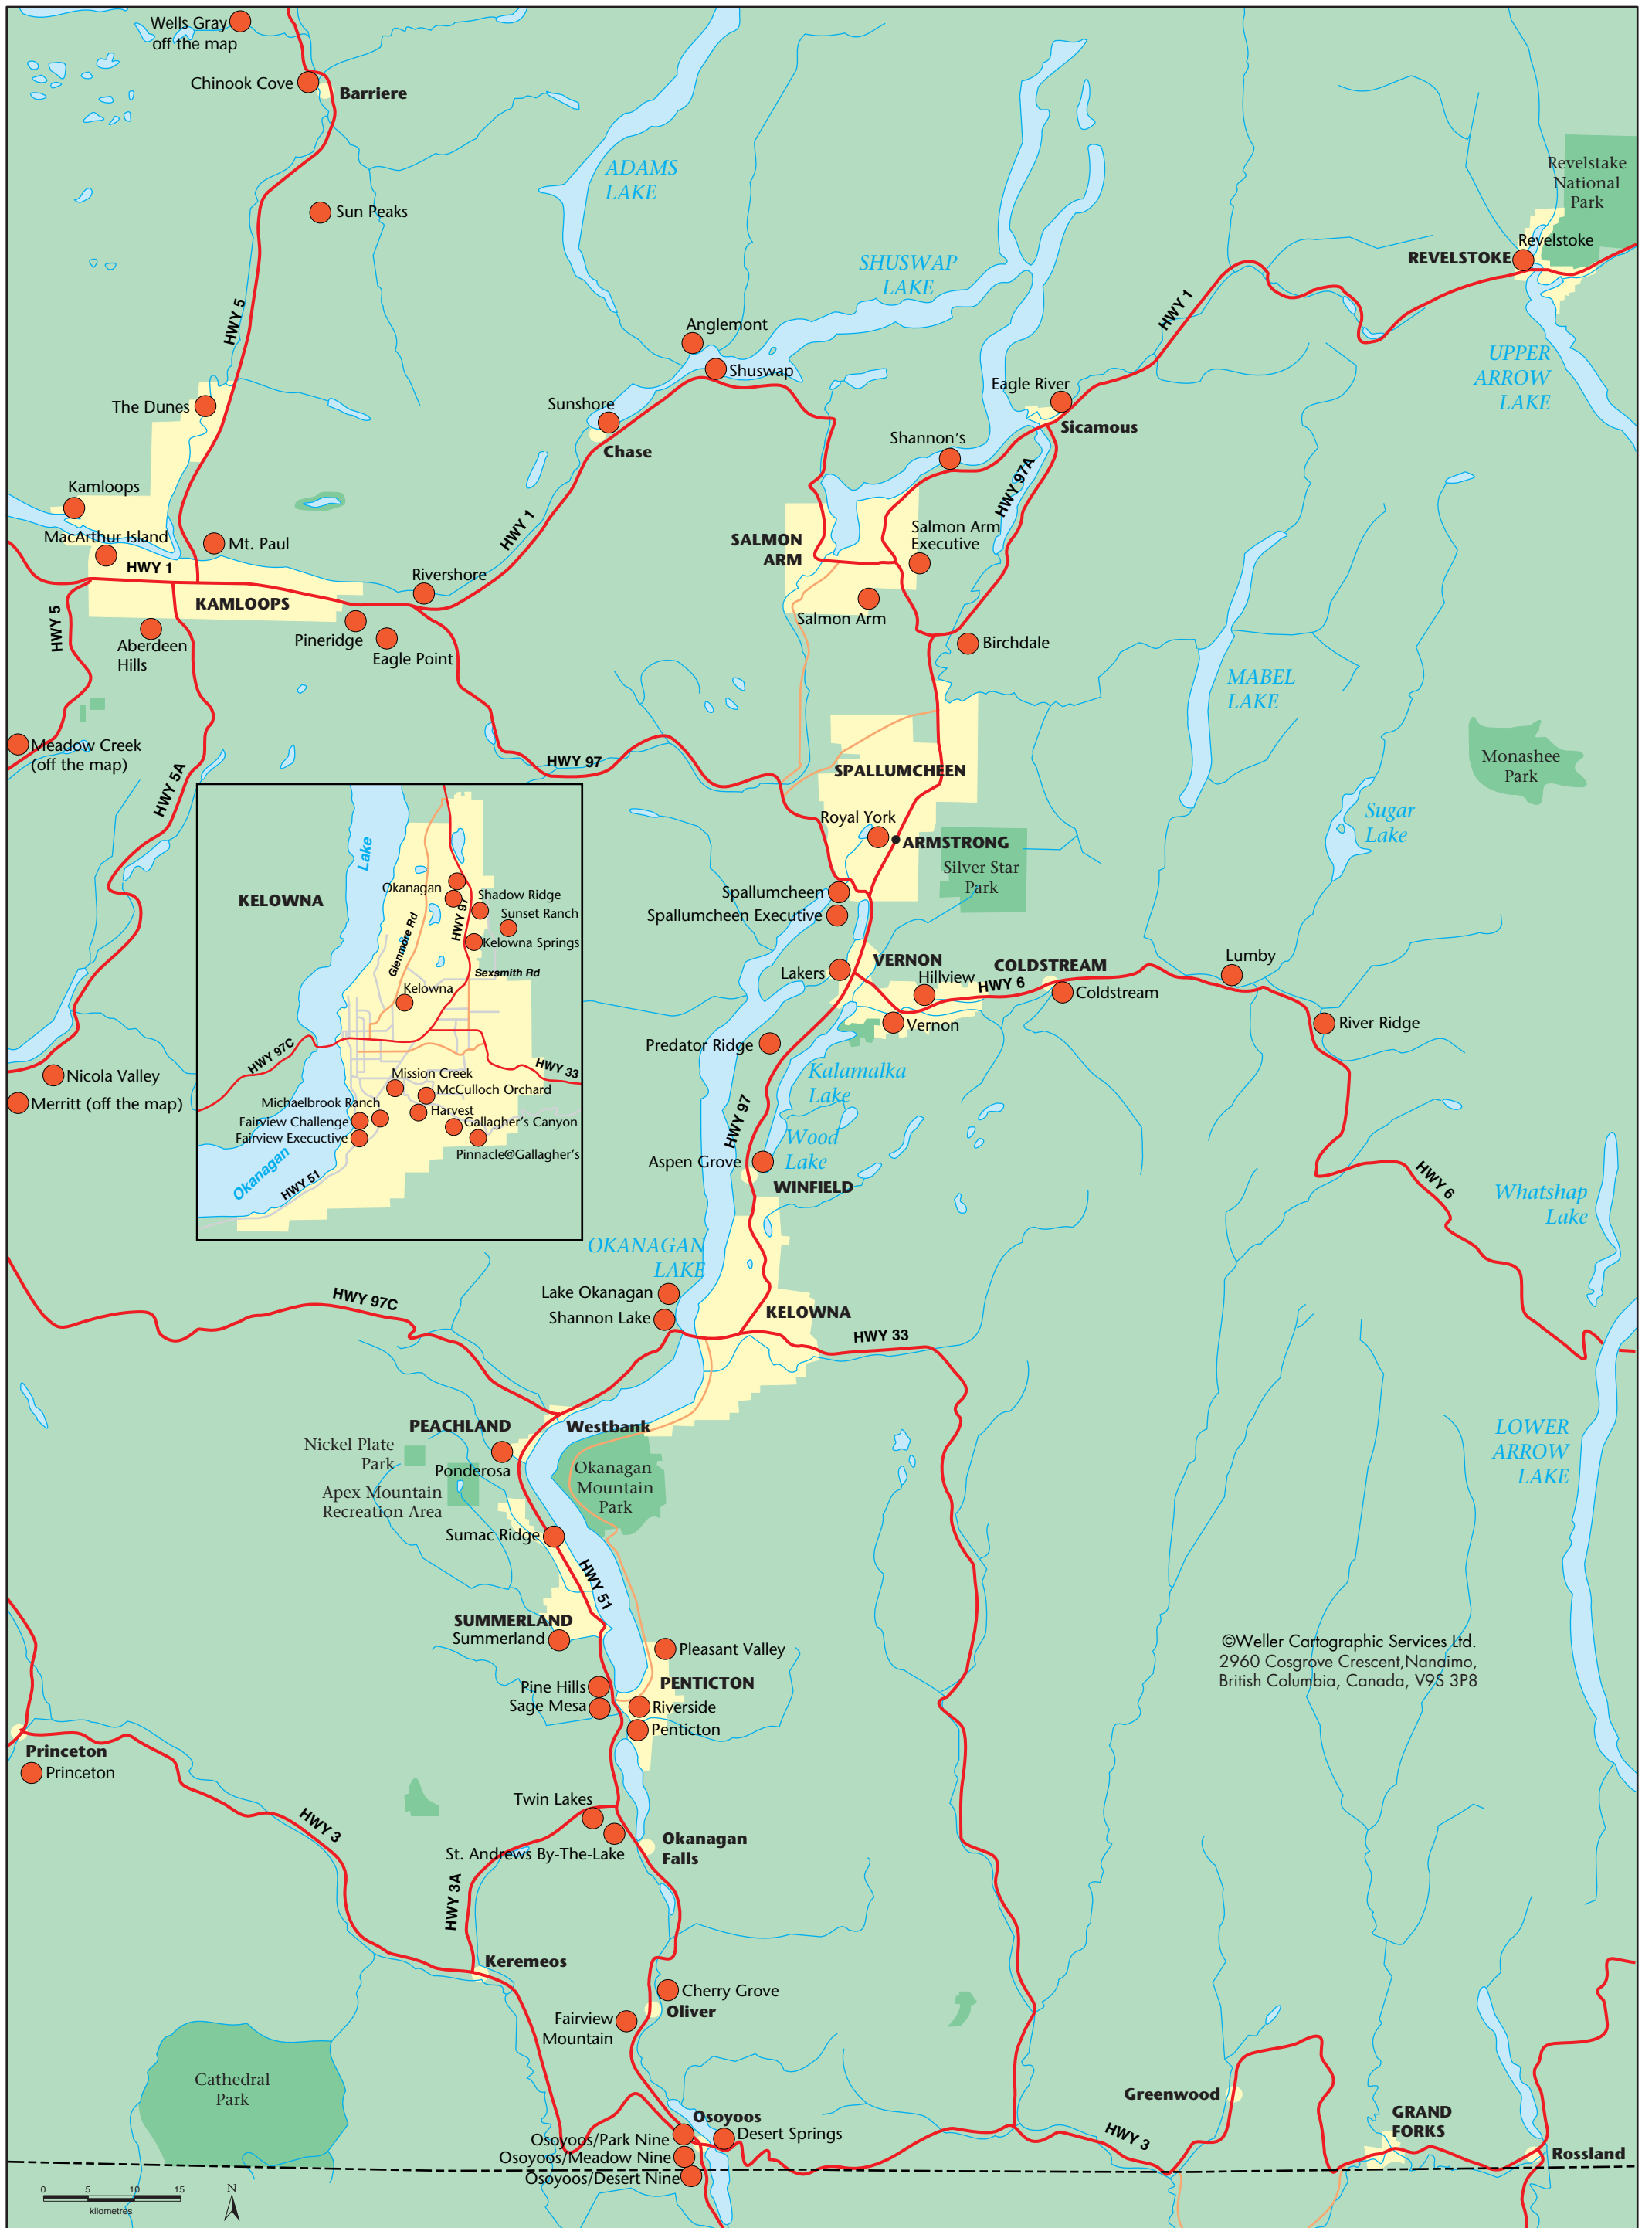 Wells Gray
off the map
Chinook Cove
Barriere
ADAMS
LAKE
Revelstake
National
Park
Sun Peaks
Revelstoke
REVELSTOKE
SHUSWAP
LAKE
HWY 1
HWY 5
Anglemont
Shuswap
UPPER
ARROW
LAKE
Eagle River
The Dunes
Sunshore
Sicamous
Chase
Shannon's
HWY 97A
Kamloops
HWY 1
MacArthur Island
Mt. Paul
SALMON
ARM
Salmon Arm
Executive
HWY 1
Rivershore
KAMLOOPS
HWY 5
Aberdeen
Hills
Pineridge
Eagle Point
Salmon Arm
Birchdale
MABEL
LAKE
Meadow Creek
(off the map)
HWY 5A
HWY 97
SPALLUMCHEEN
Monashee
Park
Royal York
ARMSTRONG
Sugar
Lake
Silver Star
Park
Spallumcheen
Spallumcheen Executive
Lake
KELOWNA
Okanagan
Shadow Ridge
Sunset Ranch
HWY 97
Glenmore Rd
Kelowna Springs
Sexsmith Rd
Kelowna
HWY 97C
HWY 33
Mission Creek
McCulloch Orchard
Michaelbrook Ranch
Harvest
Fairview Challenge
Gallagher's Canyon
Fairview Executive
Pinnacle@Gallagher's
Okanagan
HWY 51
Lakers
VERNON
Hillview
COLDSTREAM
HWY 6
Coldstream
Lumby
Vernon
River Ridge
Predator Ridge
Nicola Valley
Merritt (off the map)
Kalamalka
Lake
HWY 97
Wood
Lake
Aspen Grove
WINFIELD
HWY 6
Whatshap
Lake
OKANAGAN
LAKE
Lake Okanagan
Shannon Lake
KELOWNA
HWY 97C
HWY 33
PEACHLAND
Westbank
Nickel Plate
Park
Ponderosa
Okanagan
Mountain
Park
LOWER
ARROW
LAKE
Apex Mountain
Recreation Area
Sumac Ridge
HWY 51
SUMMERLAND
Summerland
Pleasant Valley
©Weller Cartographic Services Ltd.
2960 Cosgrove Crescent,Nanaimo,
British Columbia, Canada, V9S 3P8
Pine Hills
PENTICTON
Sage Mesa
Riverside
Penticton
Princeton
Princeton
HWY 3
Twin Lakes
St. Andrews By-The-Lake
Okanagan
Falls
HWY 3A
Keremeos
Cherry Grove
Oliver
Fairview
Mountain
Cathedral
Park
Greenwood
GRAND
FORKS
Osoyoos
Desert Springs
Osoyoos/Park Nine
Osoyoos/Meadow Nine
Osoyoos/Desert Nine
HWY 3
Rossland
0 5 10 15
kilometres
N